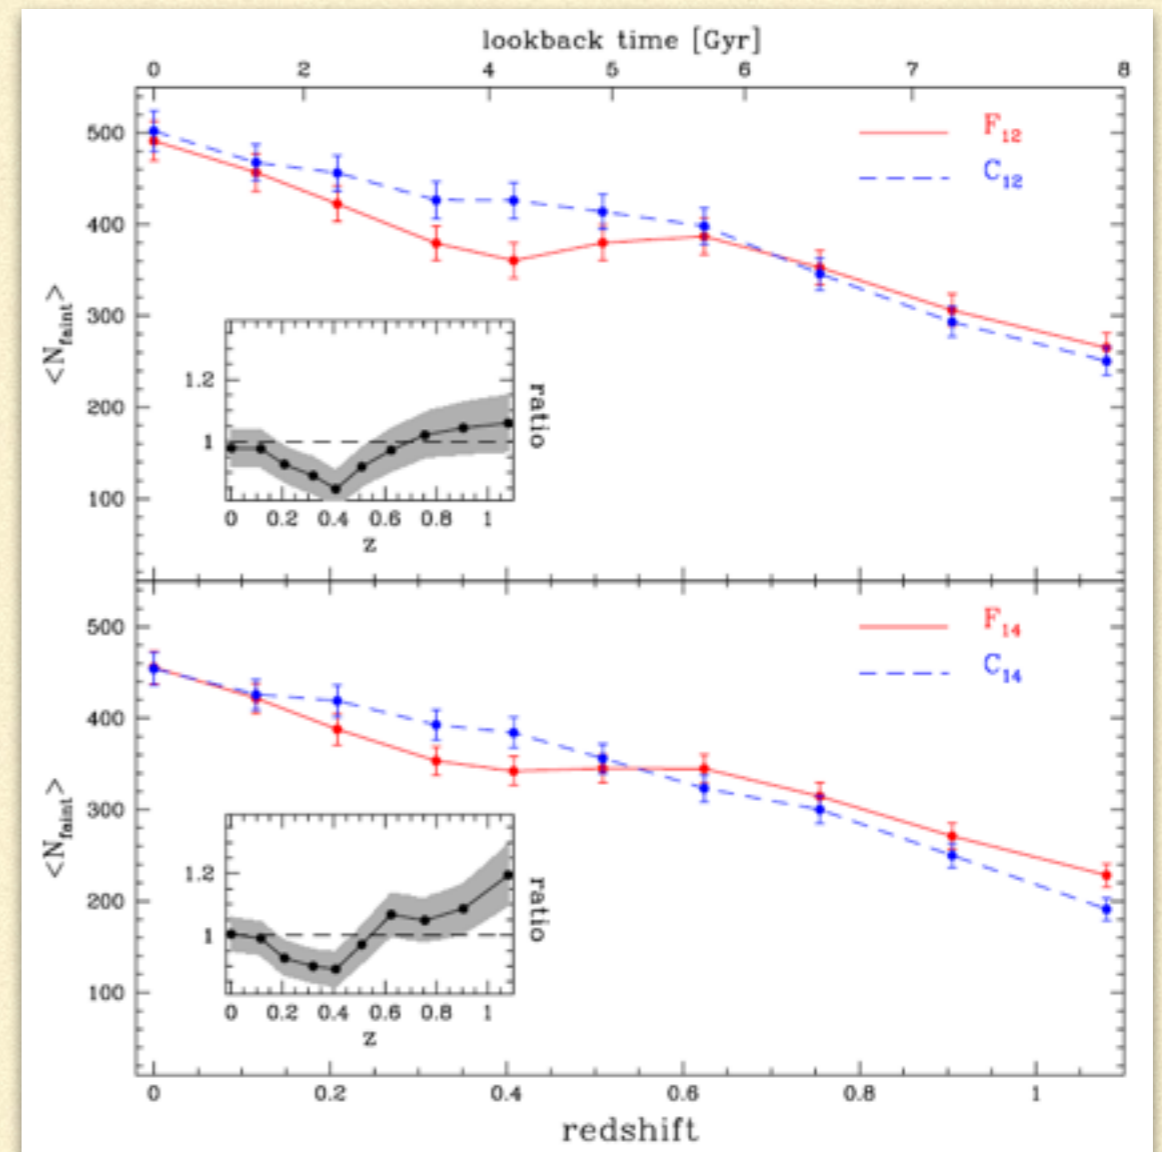 lookback time [Gyr]
0 2 4 5 6 7 8
500
400
300
200
100
<N_faint>
F_12
C_12
1.2
1
ratio
0 0.2 0.4 0.6 0.8 1
z
500
400
300
200
100
<N_faint>
F_14
C_14
1.2
1
ratio
0 0.2 0.4 0.6 0.8 1
z
0 0.2 0.4 0.6 0.8 1
redshift